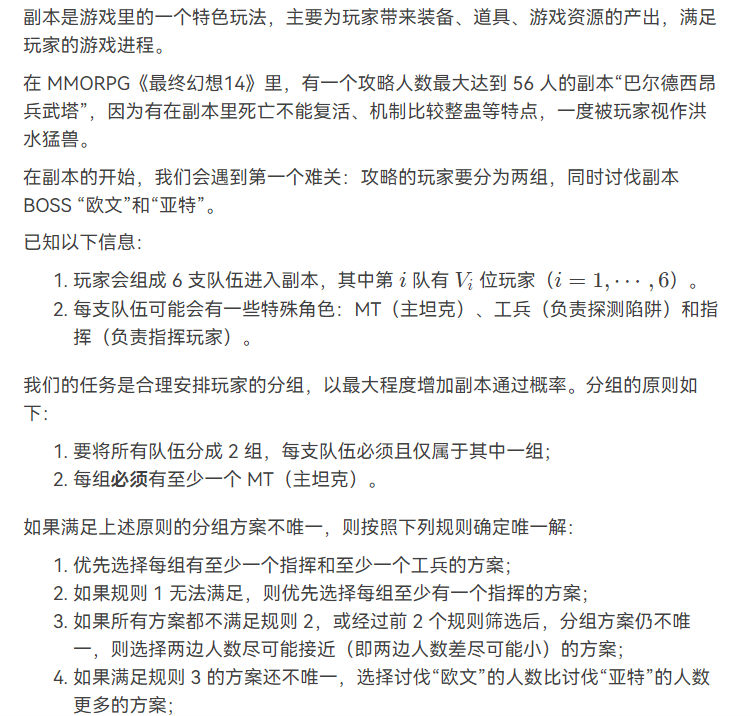 副本是游戏里的一个特色玩法，主要为玩家带来装备、道具、游戏资源的产出，满足
玩家的游戏进程。
在 MMORPG《最终幻想14》里，有一个攻略人数最大达到 56 人的副本“巴尔德西昂
兵武塔”，因为有在副本里死亡不能复活、机制比较整蛊等特点，一度被玩家视作洪
水猛兽。
在副本的开始，我们会遇到第一个难关：攻略的玩家要分为两组，同时讨伐副本
BOSS “欧文”和“亚特”。
已知以下信息：
1. 玩家会组成 6 支队伍进入副本，其中第 i 队有 V_i 位玩家（i = 1, ⋯ , 6）。
2. 每支队伍可能会有一些特殊角色：MT（主坦克）、工兵（负责探测陷阱）和指
挥（负责指挥玩家）。
我们的任务是合理安排玩家的分组，以最大程度增加副本通过概率。分组的原则如
下：
1. 要将所有队伍分成 2 组，每支队伍必须且仅属于其中一组；
2. 每组必须有至少一个 MT（主坦克）。
如果满足上述原则的分组方案不唯一，则按照下列规则确定唯一解：
1. 优先选择每组有至少一个指挥和至少一个工兵的方案；
2. 如果规则 1 无法满足，则优先选择每组至少有一个指挥的方案；
3. 如果所有方案都不满足规则 2，或经过前 2 个规则筛选后，分组方案仍不唯
一，则选择两边人数尽可能接近（即两边人数差尽可能小）的方案；
4. 如果满足规则 3 的方案还不唯一，选择讨伐“欧文”的人数比讨伐“亚特”的人数
更多的方案；